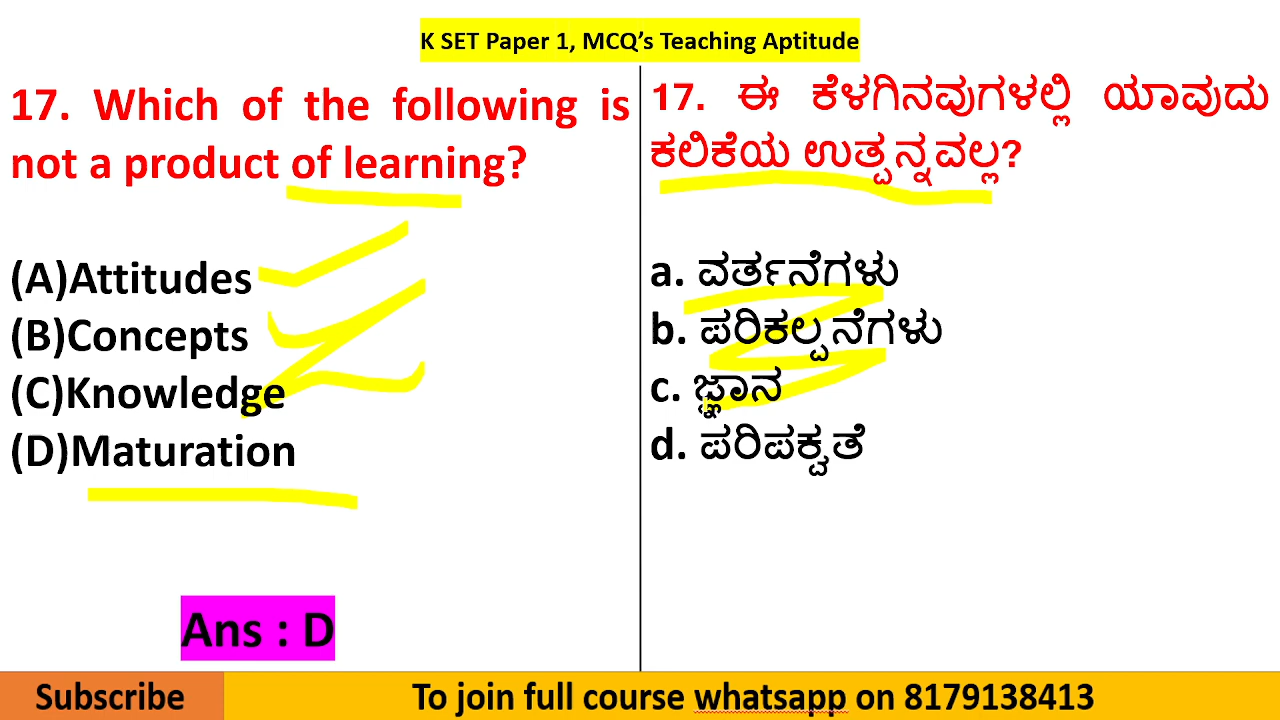 K SET Paper 1, MCQ’s Teaching Aptitude
17. Which of the following is
not a product of learning?
(A)Attitudes
(B)Concepts
(C)Knowledge
(D)Maturation
Ans : D
17. ಈ ಕೆಳಗಿನವುಗಳಲ್ಲಿ ಯಾವುದು
ಕಲಿಕೆಯ ಉತ್ಪನ್ನವಲ್ಲ?
a. ವರ್ತನೆಗಳು
b. ಪರಿಕಲ್ಪನೆಗಳು
c. ಜ್ಞಾನ
d. ಪರಿಪಕ್ವತೆ
Subscribe
To join full course whatsapp on 8179138413